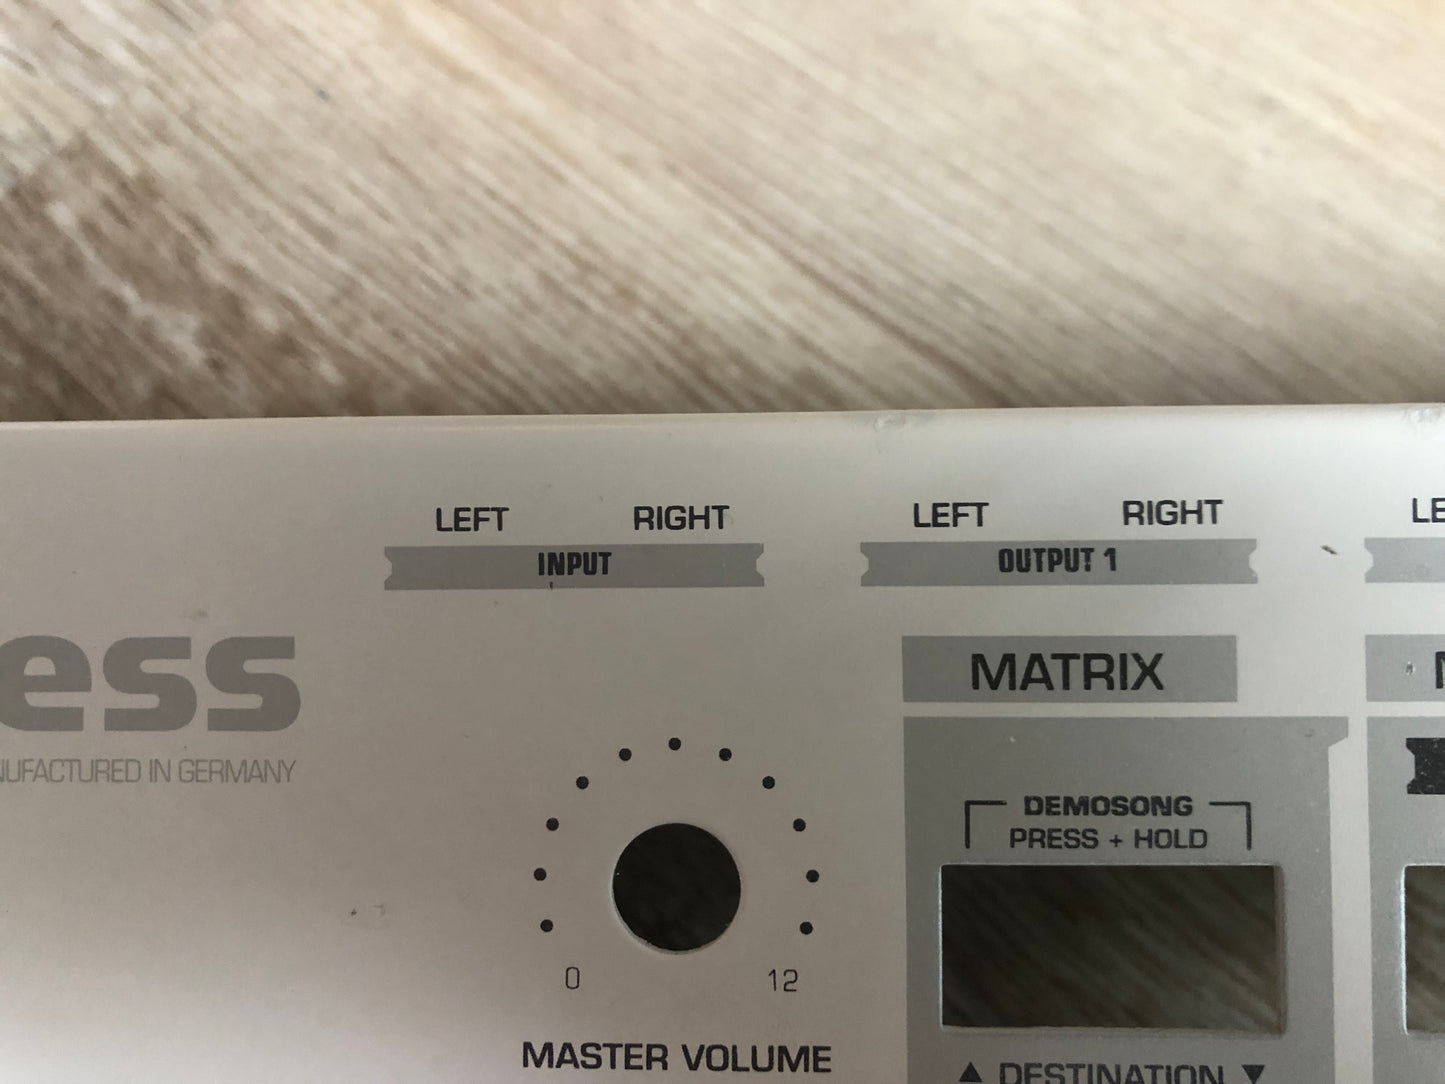 LEFT RIGHT
INPUT
LEFT RIGHT
OUTPUT 1
ess
NUFACTURED IN GERMANY
MATRIX
DEMOSONG
PRESS + HOLD
0 12
MASTER VOLUME
▲ DESTINATION ▼